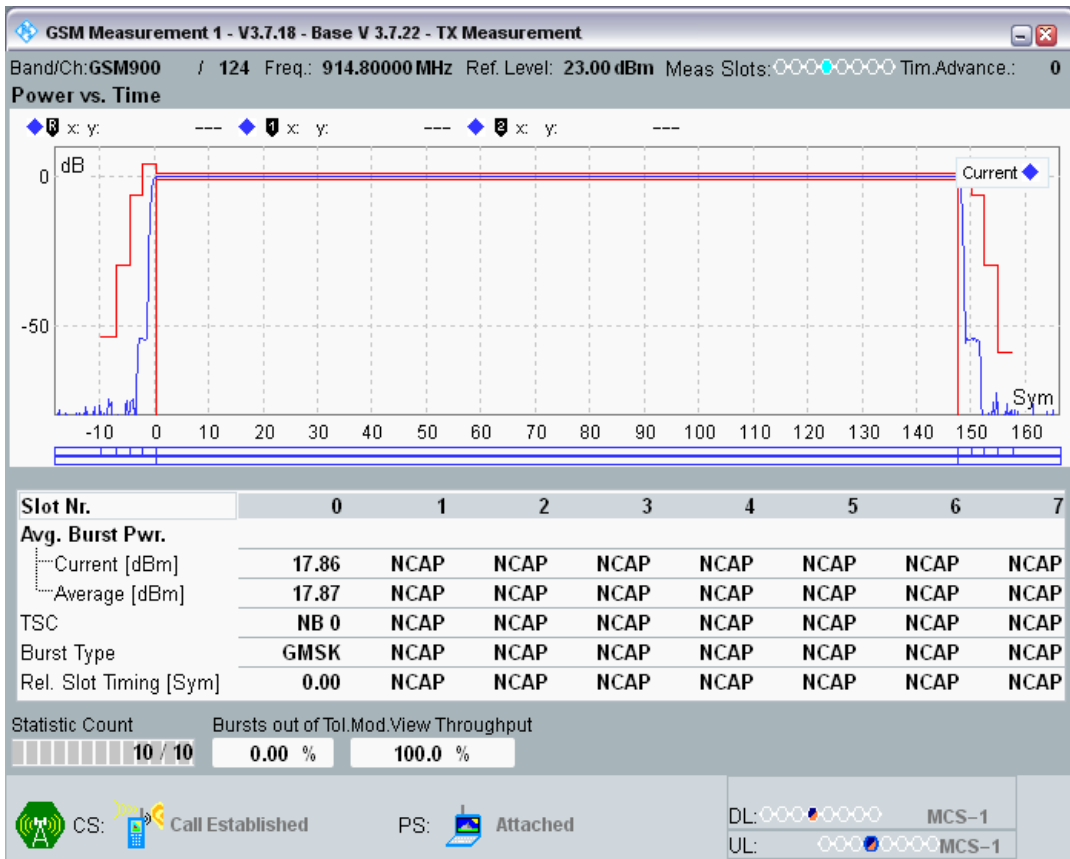 GSM Measurement 1 - V3.7.18 - Base V 3.7.22 - TX Measurement
Band/Ch:GSM900 / 124 Freq.: 914.80000 MHz Ref. Level: 23.00 dBm Meas Slots: Tim.Advance.: 0
Power vs. Time
R x: y: --- 1 x: y: --- 2 x: y: ---
dB
Current
0
-50
Sym
-10 0 10 20 30 40 50 60 70 80 90 100 110 120 130 140 150 160
Slot Nr. 0 1 2 3 4 5 6 7
Avg. Burst Pwr.
Current [dBm] 17.86 NCAP NCAP NCAP NCAP NCAP NCAP NCAP
Average [dBm] 17.87 NCAP NCAP NCAP NCAP NCAP NCAP NCAP
TSC NB 0 NCAP NCAP NCAP NCAP NCAP NCAP NCAP
Burst Type GMSK NCAP NCAP NCAP NCAP NCAP NCAP NCAP
Rel. Slot Timing [Sym] 0.00 NCAP NCAP NCAP NCAP NCAP NCAP NCAP
Statistic Count Bursts out of Tol.Mod.View Throughput
10 / 10 0.00 % 100.0 %
CS: Call Established PS: Attached
DL: MCS-1
UL: MCS-1